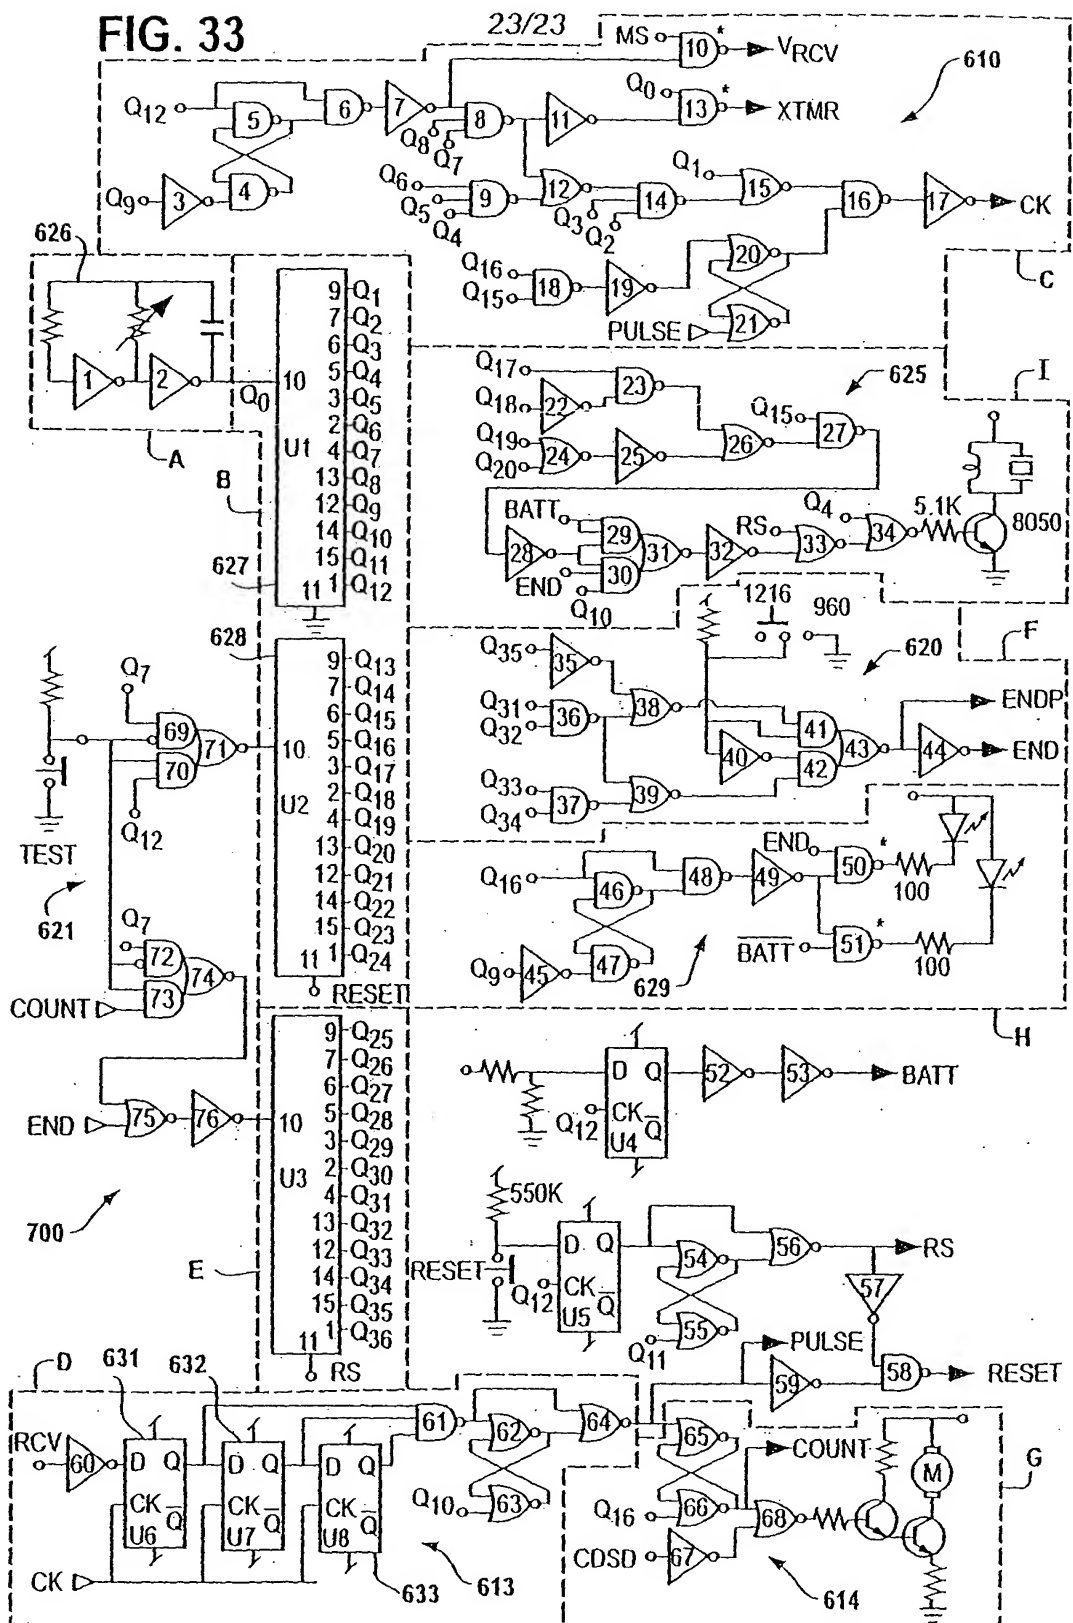 FIG. 33
23/23
MS
10
*
VRCV
610
Q12
5
6
7
Q0
13
*
XTMR
8
Q8
Q7
11
Q9
3
4
Q6
Q5
Q4
9
12
Q3
Q2
14
Q1
15
16
17
CK
Q16
Q15
18
19
20
21
PULSE
C
626
1
2
Q0
A
B
627
10
U1
11
9 Q1
7 Q2
6 Q3
5 Q4
3 Q5
2 Q6
4 Q7
13 Q8
12 Q9
14 Q10
15 Q11
1 Q12
Q17
Q18
22
23
625
I
Q19
Q20
24
25
26
Q15
27
BATT
28
29
30
31
END
Q10
32
RS
33
Q4
34
5.1K
8050
1216
960
F
628
10
U2
11
RESET
9 Q13
7 Q14
6 Q15
5 Q16
3 Q17
2 Q18
4 Q19
13 Q20
12 Q21
14 Q22
15 Q23
1 Q24
Q7
69
70
71
Q12
TEST
621
Q7
72
73
74
COUNT
Q35
35
Q31
Q32
36
38
Q33
Q34
37
39
40
41
42
43
44
620
ENDP
END
Q16
46
47
48
49
END
50
*
100
BATT
51
*
100
Q9
45
629
H
END
75
76
700
E
10
U3
11
RS
9 Q25
7 Q26
6 Q27
5 Q28
3 Q29
2 Q30
4 Q31
13 Q32
12 Q33
14 Q34
15 Q35
1 Q36
D Q
CK Q
U4
Q12
52
53
BATT
550K
RESET
D Q
CK Q
U5
Q12
54
55
Q11
56
RS
57
58
59
PULSE
RESET
D
631
632
RCV
60
D Q
CK Q
U6
D Q
CK Q
U7
D Q
CK Q
U8
CK
633
61
62
63
64
Q10
613
65
66
Q16
COUNT
67
68
CDSD
614
M
G